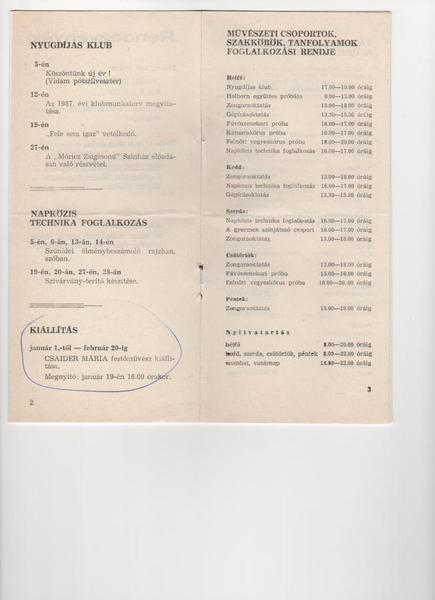 NYUGDÍJAS KLUB
5-én
Köszöntünk új év !
(Vidám pótszilveszter)
12-én
Az 1987. évi klubmunkaterv megvita-
tása.
19-én
„Fele sem igaz" vetélkedő.
27-én
A „Móricz Zsigmond" Színház előadá-
sán való részvétel.
NAPKÖZIS
TECHNIKA FOGLALKOZÁS
5-én, 6-án, 13-án, 14-én
Szünidei élménybeszámoló rajzban,
szóban.
19-én, 20-án, 27-én, 28-án
Szivárvány-terítő készítése.
KIÁLLÍTÁS
január 1.-től — február 20-ig
CSAIDER MÁRIA festőművész kiállí-
tása.
Megnyitó: január 19-én 16.00 órakor.
2
MŰVÉSZETI CSOPORTOK,
SZAKKÖRÖK, TANFOLYAMOK
FOGLALKOZÁSI RENDJE
Hétfő:
Nyugdíjas klub 17.00—19.00 óráig
Holborn együttes próbája 9.00—13.00 óráig
Zongoraoktatás 13.00—18.00 óráig
Gépírásoktatás 13.30—15.30 óráig
Fúvószenekari próba 16.00—17.00 óráig
Kamarakórus próba 16.00—17.00 óráig
Felnőtt vegyeskórus próba 18.00—20.00 óráig
Napközis technika foglalkozás 16.00—17.00 óráig
Kedd:
Zongoraoktatás 13.00—18.00 óráig
Napközis technika foglalkozás 16.00—17.00 óráig
Gépírásoktatás 13.30—15.30 óráig
Szerda:
Napközis technika foglalkozás 16.00—17.00 óráig
A gyermek színjátszó csoport 17.00—18.00 óráig
Zongoraoktatás 13.00—18.00 óráig
Csütörtök:
Zongoraoktatás 13.00—18.00 óráig
Fúvószenekari próba 15.00—16.00 óráig
Felnőtt vegyeskórus próba 18.00—20.00 óráig
Péntek:
Zongoraoktatás 13.00—18.00 óráig
Nyitvatartás
hétfő 8.00—20.00 óráig
kedd, szerda, csütörtök, péntek 8.00—22.00 óráig
szombat, vasárnap 14.00—22.00 óráig
3